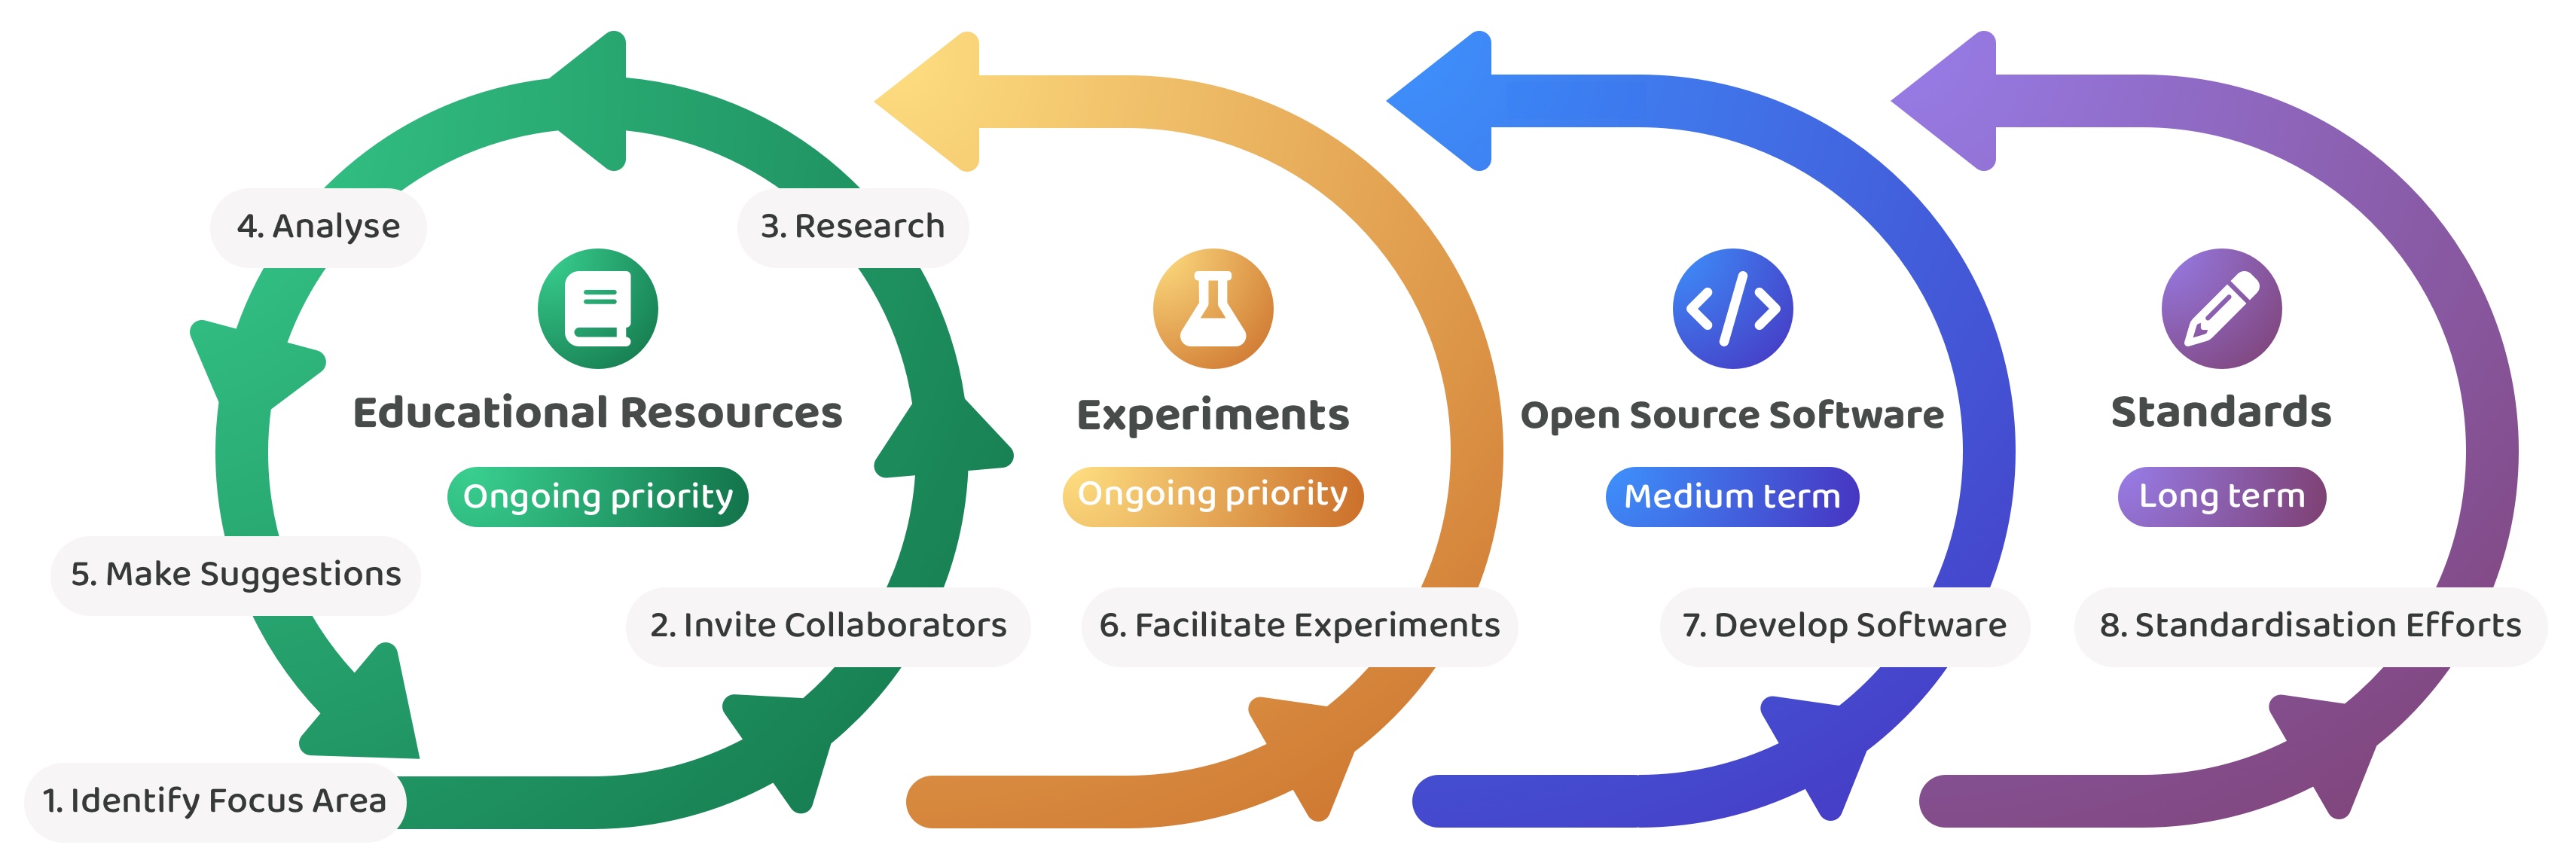 4. Analyse
3. Research
Educational Resources
Ongoing priority
5. Make Suggestions
2. Invite Collaborators
1. Identify Focus Area
Experiments
Ongoing priority
6. Facilitate Experiments
Open Source Software
Medium term
7. Develop Software
Standards
Long term
8. Standardisation Efforts